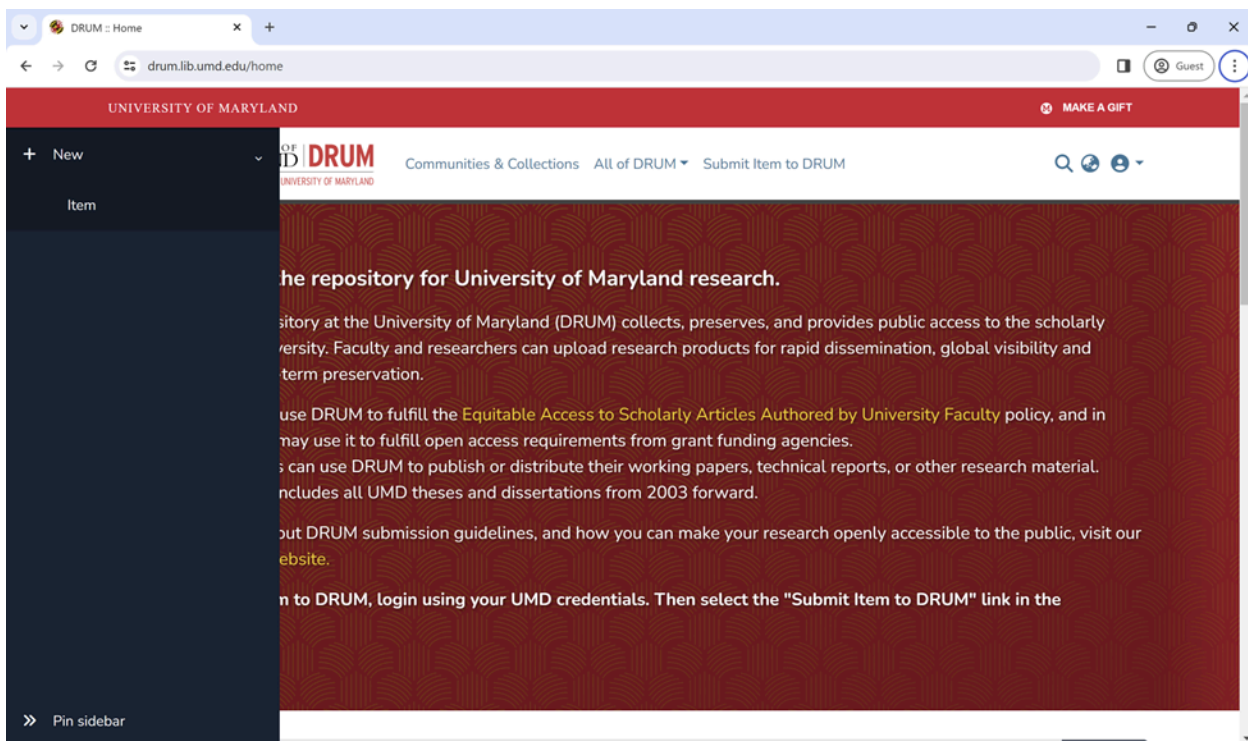 DRUM :: Home
drum.lib.umd.edu/home
Guest
UNIVERSITY OF MARYLAND
MAKE A GIFT
New
Item
DRUM
UNIVERSITY OF MARYLAND
Communities & Collections All of DRUM Submit Item to DRUM
the repository for University of Maryland research.
sitory at the University of Maryland (DRUM) collects, preserves, and provides public access to the scholarly
versity. Faculty and researchers can upload research products for rapid dissemination, global visibility and
term preservation.
use DRUM to fulfill the Equitable Access to Scholarly Articles Authored by University Faculty policy, and in
may use it to fulfill open access requirements from grant funding agencies.
s can use DRUM to publish or distribute their working papers, technical reports, or other research material.
ncludes all UMD theses and dissertations from 2003 forward.
out DRUM submission guidelines, and how you can make your research openly accessible to the public, visit our
ebsite.
m to DRUM, login using your UMD credentials. Then select the "Submit Item to DRUM" link in the
Pin sidebar